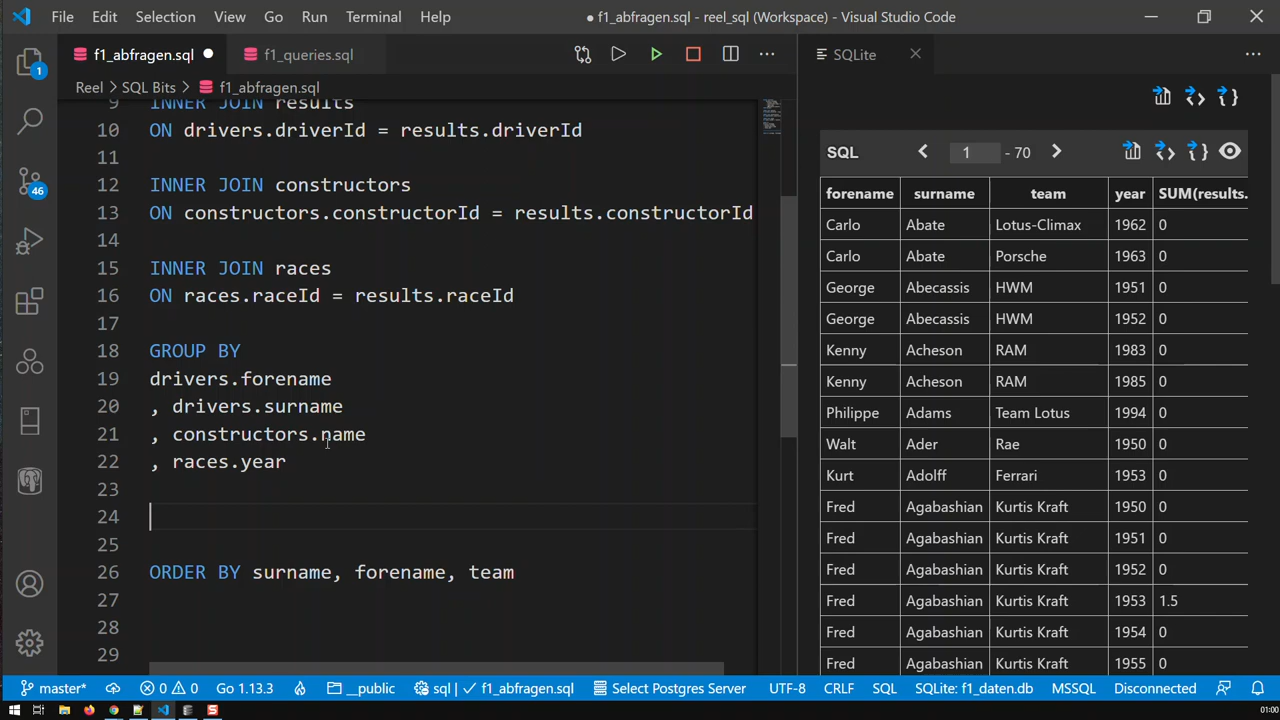 File Edit Selection View Go Run Terminal Help
● f1_abfragen.sql - reel_sql (Workspace) - Visual Studio Code
f1_abfragen.sql ●
f1_queries.sql
SQLite
Reel > SQL Bits > f1_abfragen.sql
1
46
9 INNER JOIN results
10 ON drivers.driverId = results.driverId
11
12 INNER JOIN constructors
13 ON constructors.constructorId = results.constructorId
14
15 INNER JOIN races
16 ON races.raceId = results.raceId
17
18 GROUP BY
19 drivers.forename
20 , drivers.surname
21 , constructors.name
22 , races.year
23
24
25
26 ORDER BY surname, forename, team
27
28
29
SQL < 1 - 70 >
forename surname team year SUM(results.
Carlo Abate Lotus-Climax 1962 0
Carlo Abate Porsche 1963 0
George Abecassis HWM 1951 0
George Abecassis HWM 1952 0
Kenny Acheson RAM 1983 0
Kenny Acheson RAM 1985 0
Philippe Adams Team Lotus 1994 0
Walt Ader Rae 1950 0
Kurt Adolff Ferrari 1953 0
Fred Agabashian Kurtis Kraft 1950 0
Fred Agabashian Kurtis Kraft 1951 0
Fred Agabashian Kurtis Kraft 1952 0
Fred Agabashian Kurtis Kraft 1953 1.5
Fred Agabashian Kurtis Kraft 1954 0
Fred Agabashian Kurtis Kraft 1955 0
master* 0 0 Go 1.13.3 __public sql | ✓ f1_abfragen.sql Select Postgres Server UTF-8 CRLF SQL SQLite: f1_daten.db MSSQL Disconnected
01:00